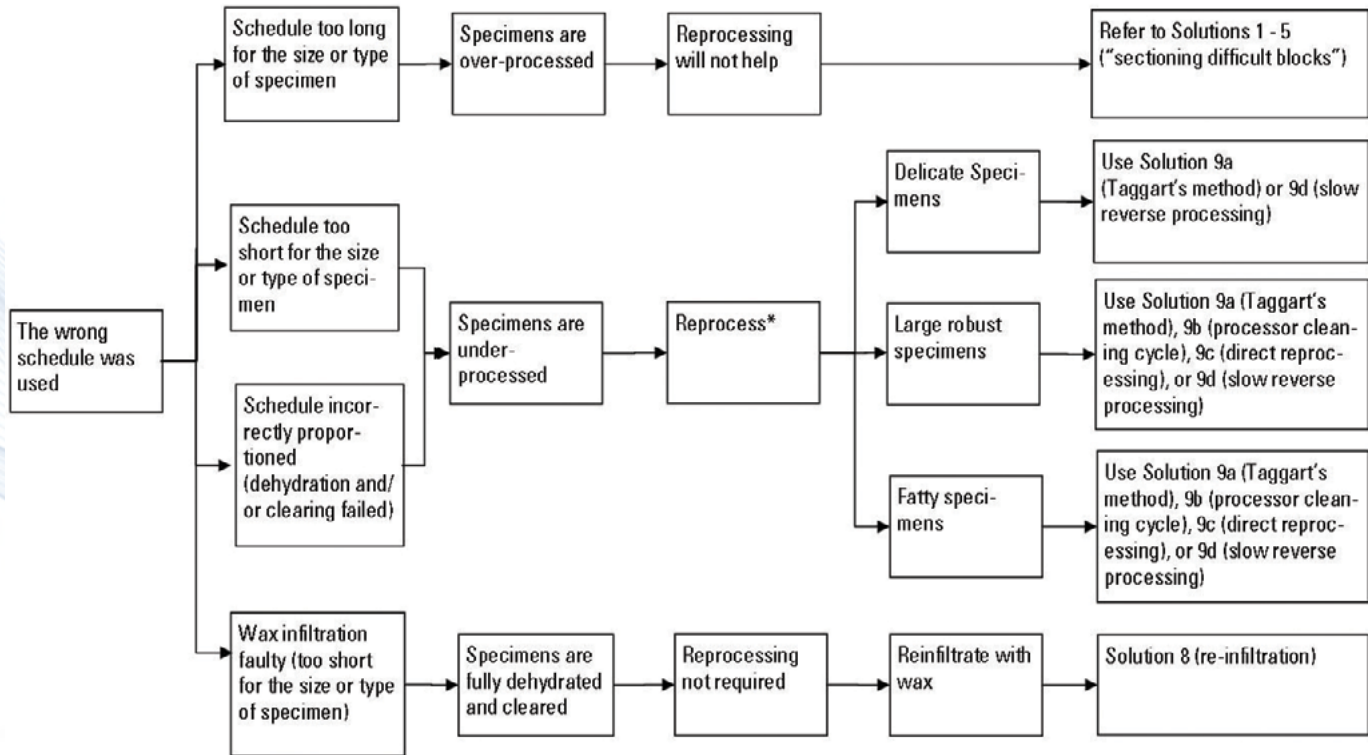 The wrong
schedule was
used
Schedule too long
for the size or type
of specimen
Specimens are
over-processed
Reprocessing
will not help
Refer to Solutions 1 - 5
(“sectioning difficult blocks”)
Schedule too
short for the size
or type of speci-
men
Schedule incor-
rectly propor-
tioned
(dehydration and/
or clearing failed)
Specimens are
under-
processed
Reprocess*
Delicate Speci-
mens
Use Solution 9a
(Taggart’s method) or 9d (slow
reverse processing)
Large robust
specimens
Use Solution 9a (Taggart’s
method), 9b (processor clean-
ing cycle), 9c (direct reproc-
essing), or 9d (slow reverse
processing)
Fatty speci-
mens
Use Solution 9a (Taggart’s
method), 9b (processor clean-
ing cycle), 9c (direct reproc-
essing), or 9d (slow reverse
processing)
Wax infiltration
faulty (too short
for the size or type
of specimen)
Specimens are
fully dehydrated
and cleared
Reprocessing
not required
Reinfiltrate with
wax
Solution 8 (re-infiltration)